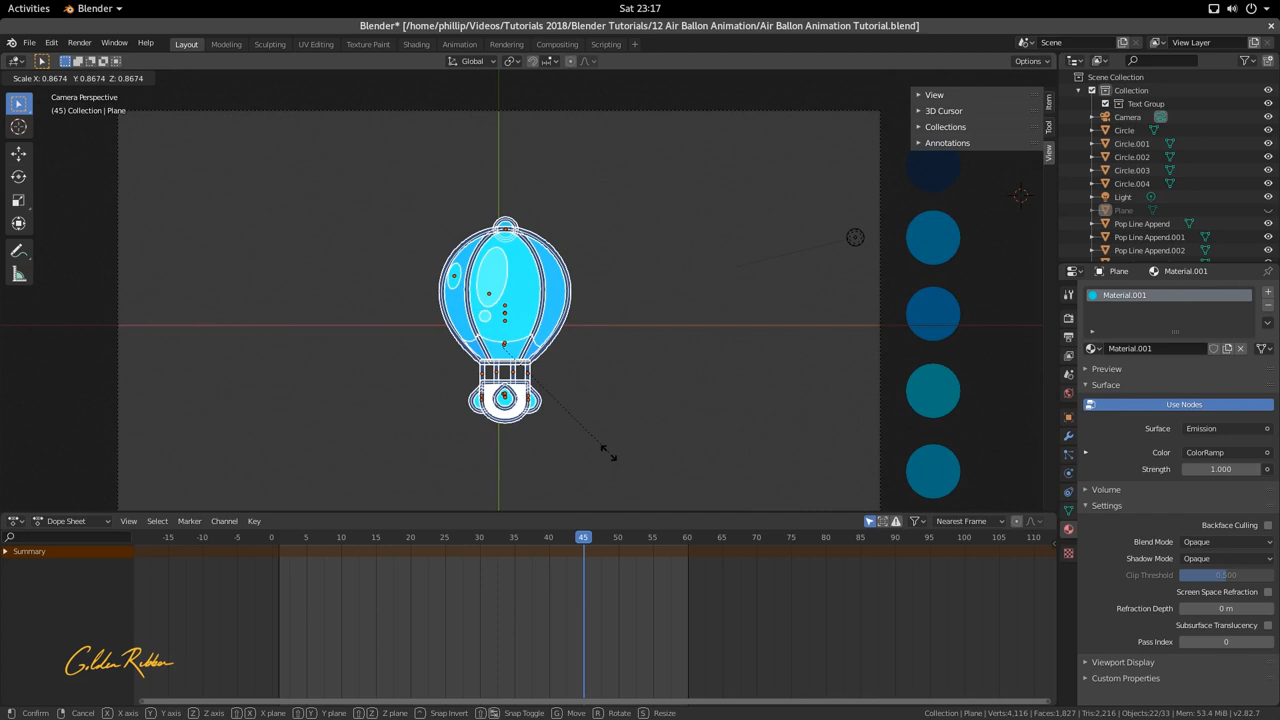 Activities Blender Sat 23:17
Blender* [/home/phillip/Videos/Tutorials 2018/Blender Tutorials/12 Air Ballon Animation/Air Ballon Animation Tutorial.blend]
File Edit Render Window Help Layout Modeling Sculpting UV Editing Texture Paint Shading Animation Rendering Compositing Scripting + Scene View Layer
Global Options
Scale X: 0.8674 Y: 0.8674 Z: 0.8674
Camera Perspective
(45) Collection | Plane
View
3D Cursor
Collections
Annotations
Item
Tool
View
Scene Collection
Collection
Text Group
Camera
Circle
Circle.001
Circle.002
Circle.003
Circle.004
Light
Plane
Pop Line Append
Pop Line Append.001
Pop Line Append.002
Plane Material.001
Material.001
Material.001
Preview
Surface
Use Nodes
Surface Emission
Color ColorRamp
Strength 1.000
Volume
Settings
Backface Culling
Blend Mode Opaque
Shadow Mode Opaque
Clip Threshold 0.500
Screen Space Refraction
Refraction Depth 0 m
Subsurface Translucency
Pass Index 0
Viewport Display
Custom Properties
Dope Sheet View Select Marker Channel Key Nearest Frame
-15 -10 -5 0 5 10 15 20 25 30 35 40 45 50 55 60 65 70 75 80 85 90 95 100 105 110
Summary
Golden Ribbon
Confirm Cancel X X axis Y Y axis Z Z axis X X plane Y Y plane Z Z plane Snap Invert Snap Toggle G Move R Rotate S Resize
Collection | Plane | Verts:4,116 | Faces:1,827 | Tris:2,216 | Objects:22/33 | Mem: 53.4 MiB | v2.82.7